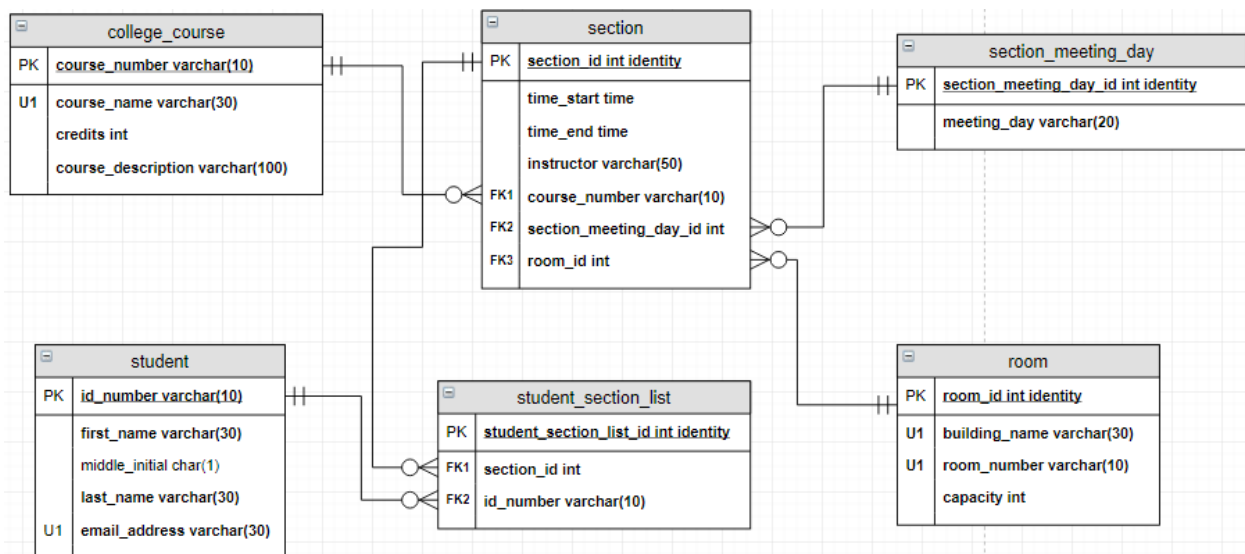 college_course
PK course_number varchar(10)
U1 course_name varchar(30)
credits int
course_description varchar(100)
section
PK section_id int identity
time_start time
time_end time
instructor varchar(50)
FK1 course_number varchar(10)
FK2 section_meeting_day_id int
FK3 room_id int
section_meeting_day
PK section_meeting_day_id int identity
meeting_day varchar(20)
student
PK id_number varchar(10)
first_name varchar(30)
middle_initial char(1)
last_name varchar(30)
U1 email_address varchar(30)
student_section_list
PK student_section_list_id int identity
FK1 section_id int
FK2 id_number varchar(10)
room
PK room_id int identity
U1 building_name varchar(30)
U1 room_number varchar(10)
capacity int